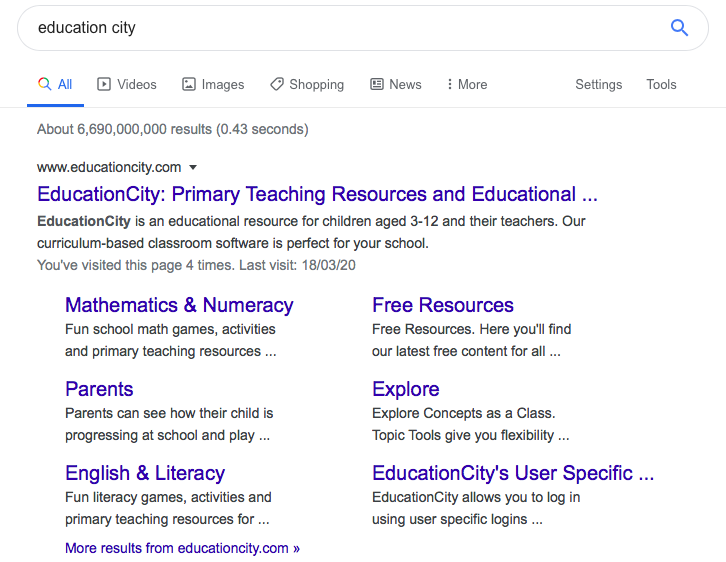 education city
All Videos Images Shopping News More Settings Tools
About 6,690,000,000 results (0.43 seconds)
www.educationcity.com
EducationCity: Primary Teaching Resources and Educational ...
EducationCity is an educational resource for children aged 3-12 and their teachers. Our
curriculum-based classroom software is perfect for your school.
You've visited this page 4 times. Last visit: 18/03/20
Mathematics & Numeracy
Fun school math games, activities
and primary teaching resources ...
Free Resources
Free Resources. Here you'll find
our latest free content for all ...
Parents
Parents can see how their child is
progressing at school and play ...
Explore
Explore Concepts as a Class.
Topic Tools give you flexibility ...
English & Literacy
Fun literacy games, activities and
primary teaching resources for ...
EducationCity's User Specific ...
EducationCity allows you to log in
using user specific logins ...
More results from educationcity.com »